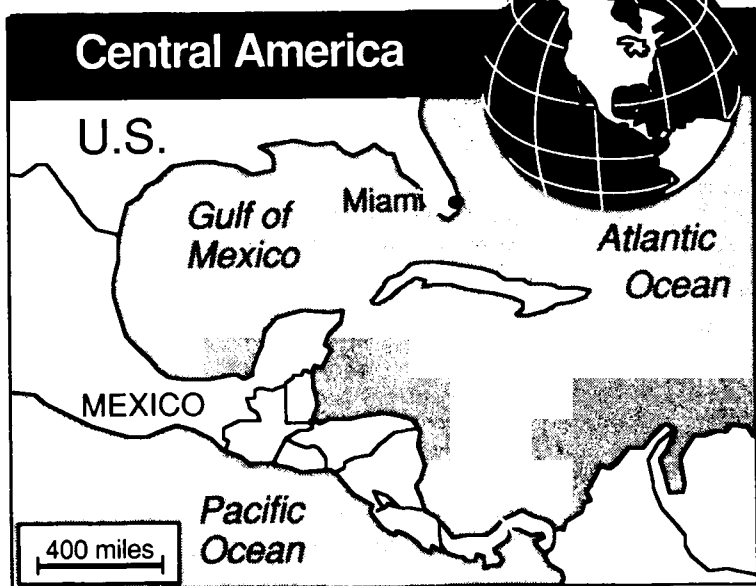 Central America
U.S.
Gulf of
Mexico
Miami
Atlantic
Ocean
MEXICO
Pacific
Ocean
400 miles